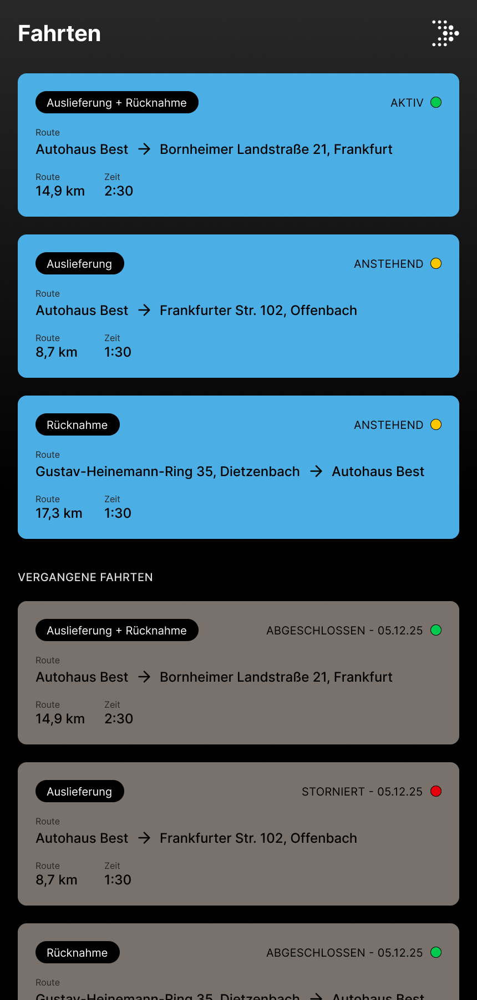 Fahrten
Auslieferung + Rücknahme AKTIV
Route
Autohaus Best → Bornheimer Landstraße 21, Frankfurt
Route Zeit
14,9 km 2:30
Auslieferung ANSTEHEND
Route
Autohaus Best → Frankfurter Str. 102, Offenbach
Route Zeit
8,7 km 1:30
Rücknahme ANSTEHEND
Route
Gustav-Heinemann-Ring 35, Dietzenbach → Autohaus Best
Route Zeit
17,3 km 1:30
VERGANGENE FAHRTEN
Auslieferung + Rücknahme ABGESCHLOSSEN - 05.12.25
Route
Autohaus Best → Bornheimer Landstraße 21, Frankfurt
Route Zeit
14,9 km 2:30
Auslieferung STORNIERT - 05.12.25
Route
Autohaus Best → Frankfurter Str. 102, Offenbach
Route Zeit
8,7 km 1:30
Rücknahme ABGESCHLOSSEN - 05.12.25
Route
Gustav-Heinemann-Ring 35, Dietzenbach → Autohaus Best